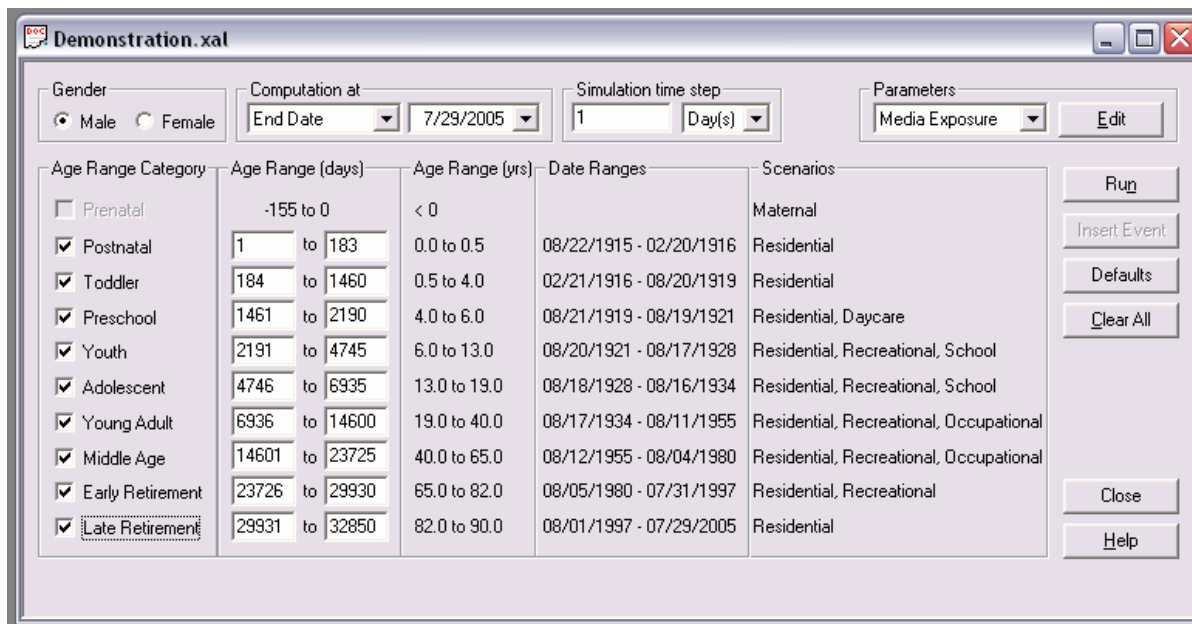 Demonstration.xal
Gender Computation at Simulation time step Parameters
Male Female End Date 7/29/2005 1 Day(s) Media Exposure Edit
Age Range Category Age Range (days) Age Range (yrs) Date Ranges Scenarios
Run
Prenatal -155 to 0 < 0 Maternal
Insert Event
Postnatal 1 to 183 0.0 to 0.5 08/22/1915 - 02/20/1916 Residential
Toddler 184 to 1460 0.5 to 4.0 02/21/1916 - 08/20/1919 Residential Defaults
Preschool 1461 to 2190 4.0 to 6.0 08/21/1919 - 08/19/1921 Residential, Daycare Clear All
Youth 2191 to 4745 6.0 to 13.0 08/20/1921 - 08/17/1928 Residential, Recreational, School
Adolescent 4746 to 6935 13.0 to 19.0 08/18/1928 - 08/16/1934 Residential, Recreational, School
Young Adult 6936 to 14600 19.0 to 40.0 08/17/1934 - 08/11/1955 Residential, Recreational, Occupational
Middle Age 14601 to 23725 40.0 to 65.0 08/12/1955 - 08/04/1980 Residential, Recreational, Occupational
Early Retirement 23726 to 29930 65.0 to 82.0 08/05/1980 - 07/31/1997 Residential, Recreational Close
Late Retirement 29931 to 32850 82.0 to 90.0 08/01/1997 - 07/29/2005 Residential
Help
DOC